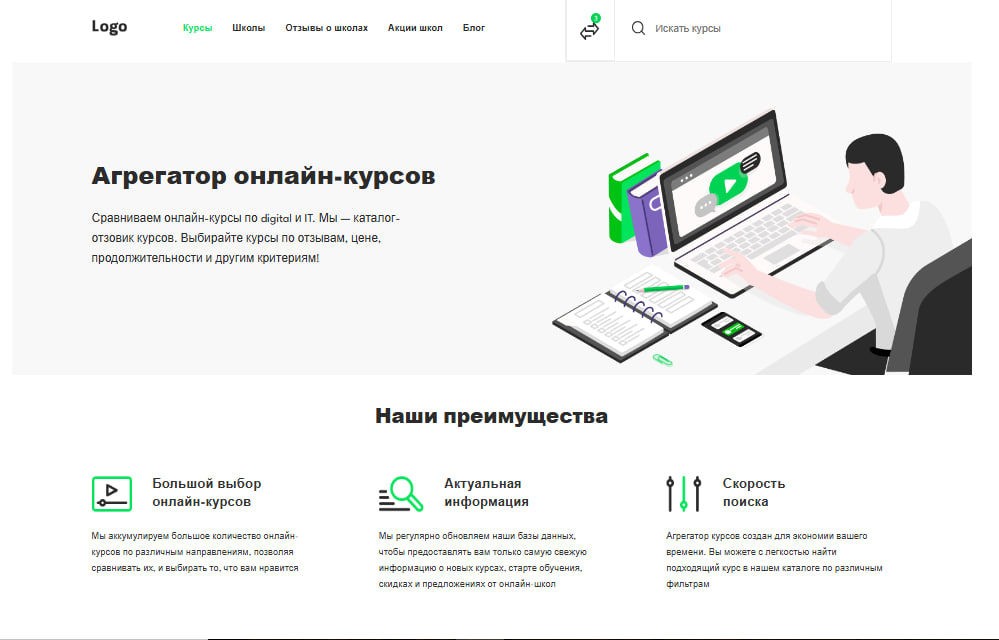 Logo
Курсы Школы Отзывы о школах Акции школ Блог
3
Искать курсы
Агрегатор онлайн-курсов
Сравниваем онлайн-курсы по digital и IT. Мы — каталог-
отзовик курсов. Выбирайте курсы по отзывам, цене,
продолжительности и другим критериям!
Наши преимущества
Большой выбор
онлайн-курсов
Мы аккумулируем большое количество онлайн-
курсов по различным направлениям, позволяя
сравнивать их, и выбирать то, что вам нравится
Актуальная
информация
Мы регулярно обновляем наши базы данных,
чтобы предоставлять вам только самую свежую
информацию о новых курсах, старте обучения,
скидках и предложениях от онлайн-школ
Скорость
поиска
Агрегатор курсов создан для экономии вашего
времени. Вы можете с легкостью найти
подходящий курс в нашем каталоге по различным
фильтрам